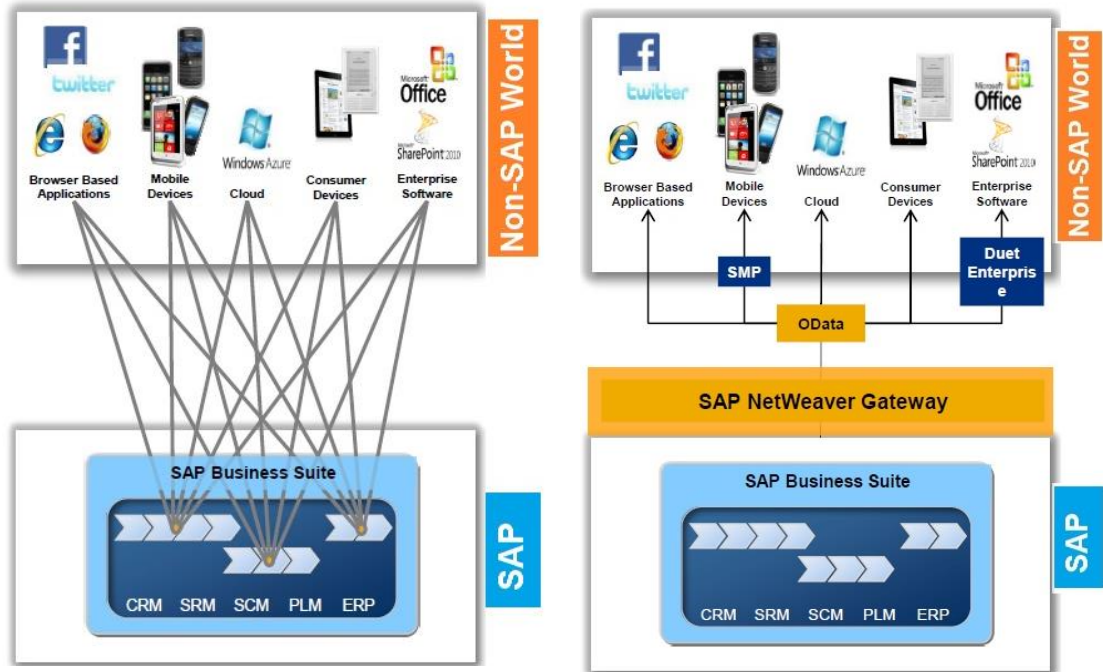 twitter
Microsoft
Office
Windows Azure
SharePoint 2010
Browser Based
Applications
Mobile
Devices
Cloud
Consumer
Devices
Enterprise
Software
Non-SAP World
SAP Business Suite
CRM SRM SCM PLM ERP
SAP
twitter
Microsoft
Office
Windows Azure
SharePoint 2010
Browser Based
Applications
Mobile
Devices
Cloud
Consumer
Devices
Enterprise
Software
Non-SAP World
SMP
Duet
Enterpris
e
OData
SAP NetWeaver Gateway
SAP Business Suite
CRM SRM SCM PLM ERP
SAP